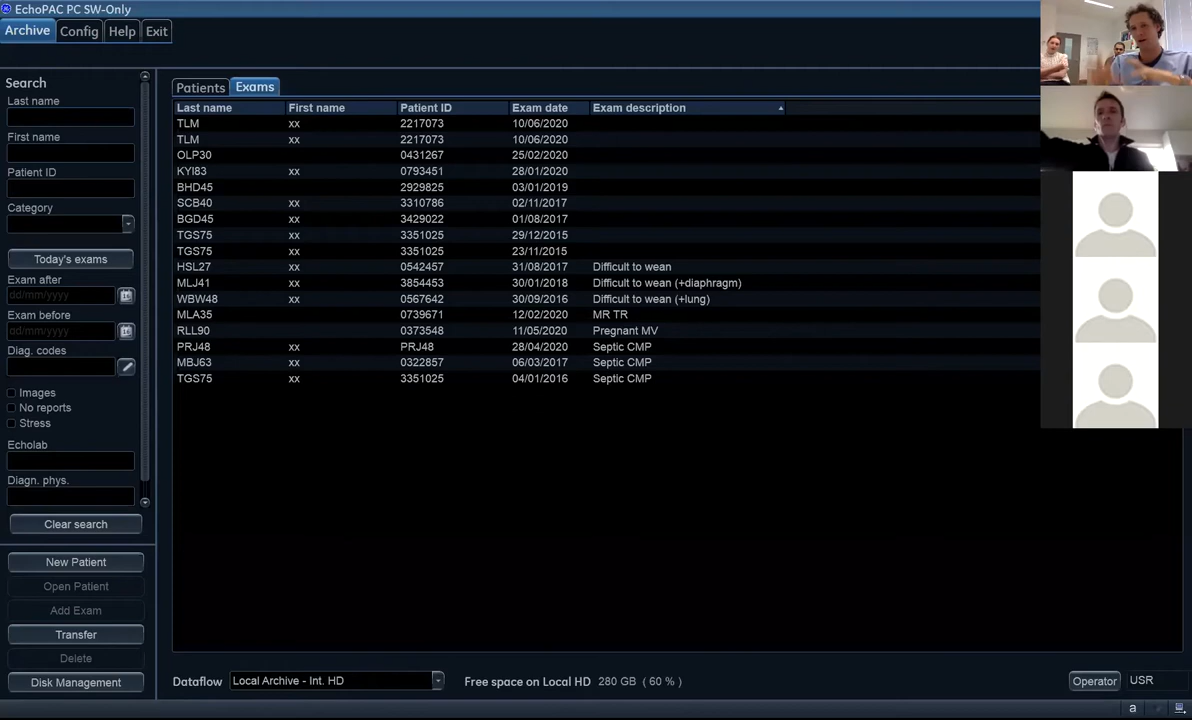 EchoPAC PC SW-Only
Archive Config Help Exit
Search
Last name
First name
Patient ID
Category
Today's exams
Exam after
dd/mm/yyyy
Exam before
dd/mm/yyyy
Diag. codes
Images
No reports
Stress
Echolab
Diagn. phys.
Clear search
New Patient
Open Patient
Add Exam
Transfer
Delete
Disk Management
Patients Exams
Last name First name Patient ID Exam date Exam description
TLM xx 2217073 10/06/2020
TLM xx 2217073 10/06/2020
OLP30 0431267 25/02/2020
KYI83 xx 0793451 28/01/2020
BHD45 2929825 03/01/2019
SCB40 xx 3310786 02/11/2017
BGD45 xx 3429022 01/08/2017
TGS75 xx 3351025 29/12/2015
TGS75 xx 3351025 23/11/2015
HSL27 xx 0542457 31/08/2017 Difficult to wean
MLJ41 xx 3854453 30/01/2018 Difficult to wean (+diaphragm)
WBW48 xx 0567642 30/09/2016 Difficult to wean (+lung)
MLA35 0739671 12/02/2020 MR TR
RLL90 0373548 11/05/2020 Pregnant MV
PRJ48 xx PRJ48 28/04/2020 Septic CMP
MBJ63 xx 0322857 06/03/2017 Septic CMP
TGS75 xx 3351025 04/01/2016 Septic CMP
Dataflow Local Archive - Int. HD Free space on Local HD 280 GB ( 60 % ) Operator USR
a